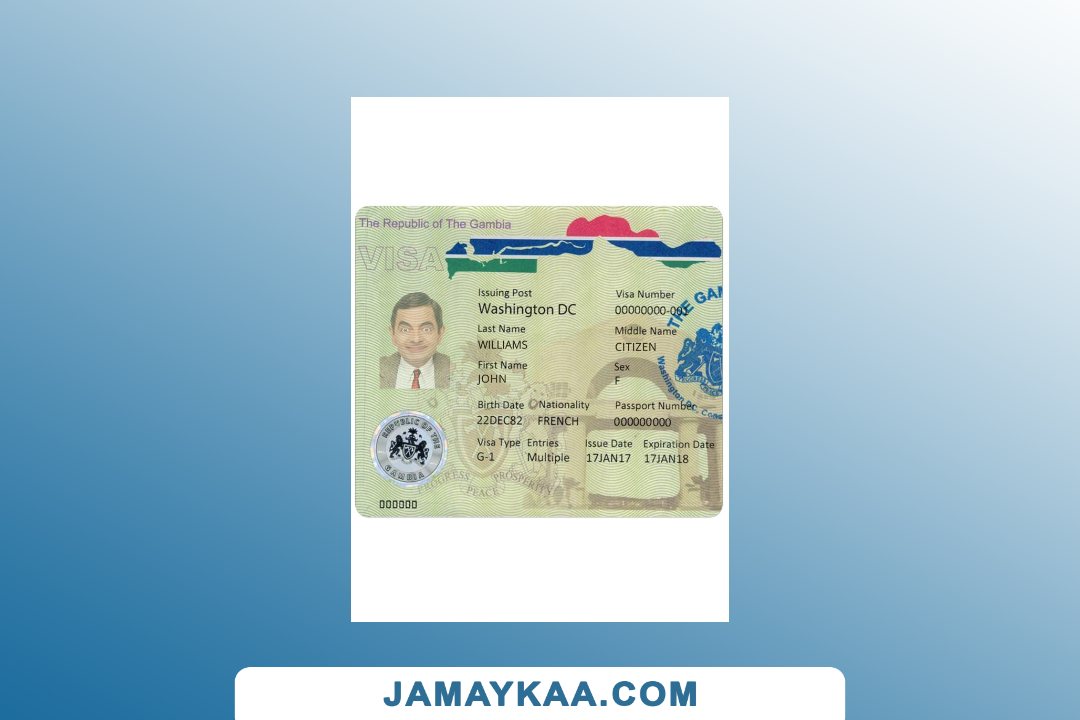 The Republic of The Gambia
VISA
Issuing Post
Visa Number
Washington DC
00000000-00
Last Name
Middle Name
WILLIAMS
CITIZEN
First Name
Sex
JOHN
F
Birth Date
Nationality
Passport Number
22DEC82
FRENCH
000000000
Visa Type
Entries
Issue Date
Expiration Date
G-1
Multiple
17JAN17
17JAN18
THE GAM
Washington DC, Cons
REPUBLIC OF THE
GAMBIA
PROGRESS
PEACE
PROSPERITY
000000
JAMAYKAA.COM